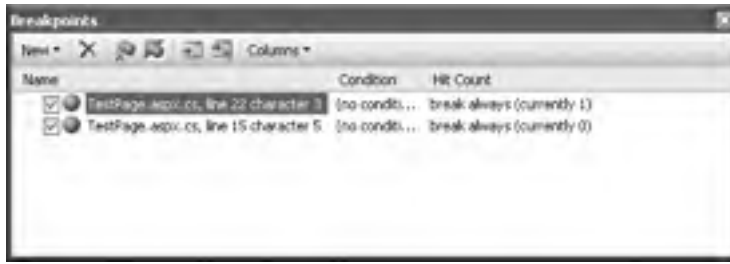 Breakpoints
New Columns
Name Condition Hit Count
TestPage.aspx.cs, line 22 character 3 (no conditi... break always (currently 1)
TestPage.aspx.cs, line 15 character 5 (no conditi... break always (currently 0)